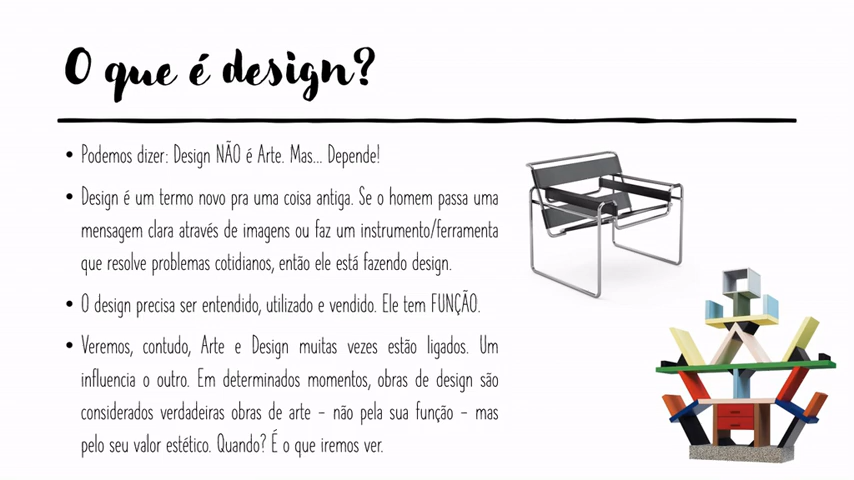 O que é design?
• Podemos dizer: Design NÃO é Arte. Mas... Depende!
• Design é um termo novo pra uma coisa antiga. Se o homem passa uma
mensagem clara através de imagens ou faz um instrumento/ferramenta
que resolve problemas cotidianos, então ele está fazendo design.
• O design precisa ser entendido, utilizado e vendido. Ele tem FUNÇÃO.
• Veremos, contudo, Arte e Design muitas vezes estão ligados. Um
influencia o outro. Em determinados momentos, obras de design são
considerados verdadeiras obras de arte – não pela sua função – mas
pelo seu valor estético. Quando? É o que iremos ver.